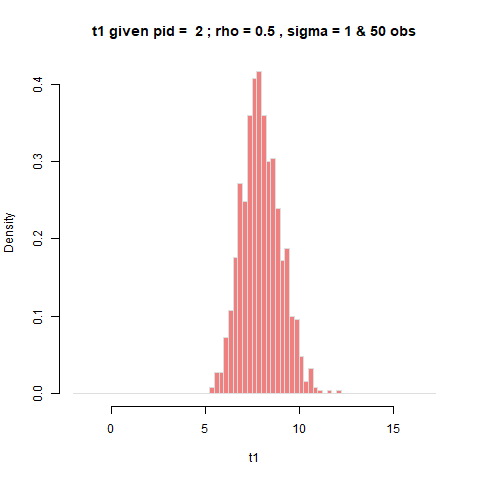 t1 given pid =  2 ; rho = 0.5 , sigma = 1 & 50 obs
Density
0.4
0.3
0.2
0.1
0.0
0 5 10 15
t1